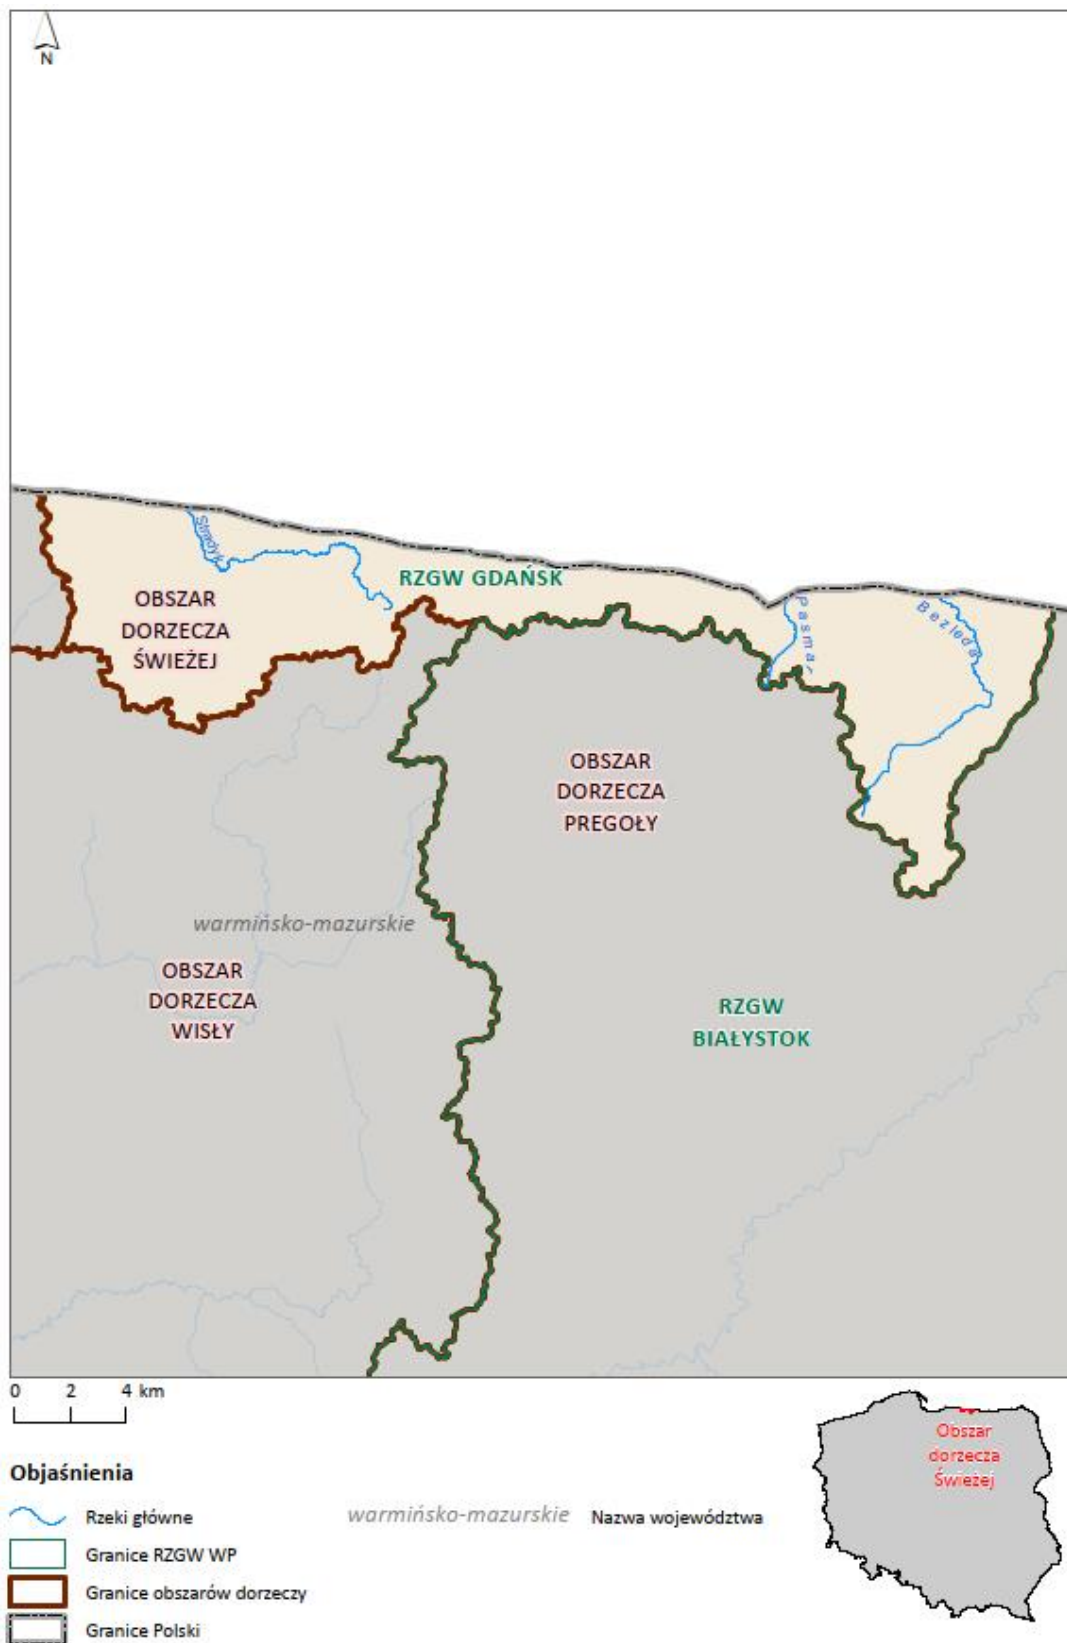 N
Stradyk
RZGW GDAŃSK
OBSZAR
DORZECZA
ŚWIEŻEJ
Pasmar
Bezleda
OBSZAR
DORZECZA
PREGOŁY
warmińsko-mazurskie
OBSZAR
DORZECZA
WISŁY
RZGW
BIAŁYSTOK
0 2 4 km
Obszar
dorzecza
Świeżej
Objaśnienia
Rzeki główne
warmińsko-mazurskie Nazwa województwa
Granice RZGW WP
Granice obszarów dorzeczy
Granice Polski